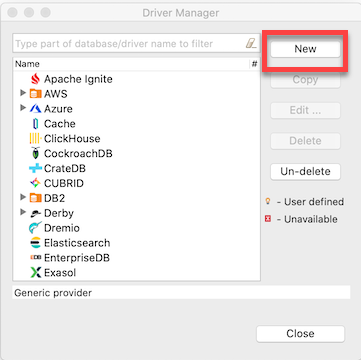 Driver Manager
Type part of database/driver name to filter
New
Name #
Apache Ignite
Copy
AWS
Azure
Edit ...
Cache
ClickHouse
Delete
CockroachDB
CrateDB
Un-delete
CUBRID
DB2
- User defined
Derby
- Unavailable
Dremio
Elasticsearch
EnterpriseDB
Exasol
Generic provider
Close